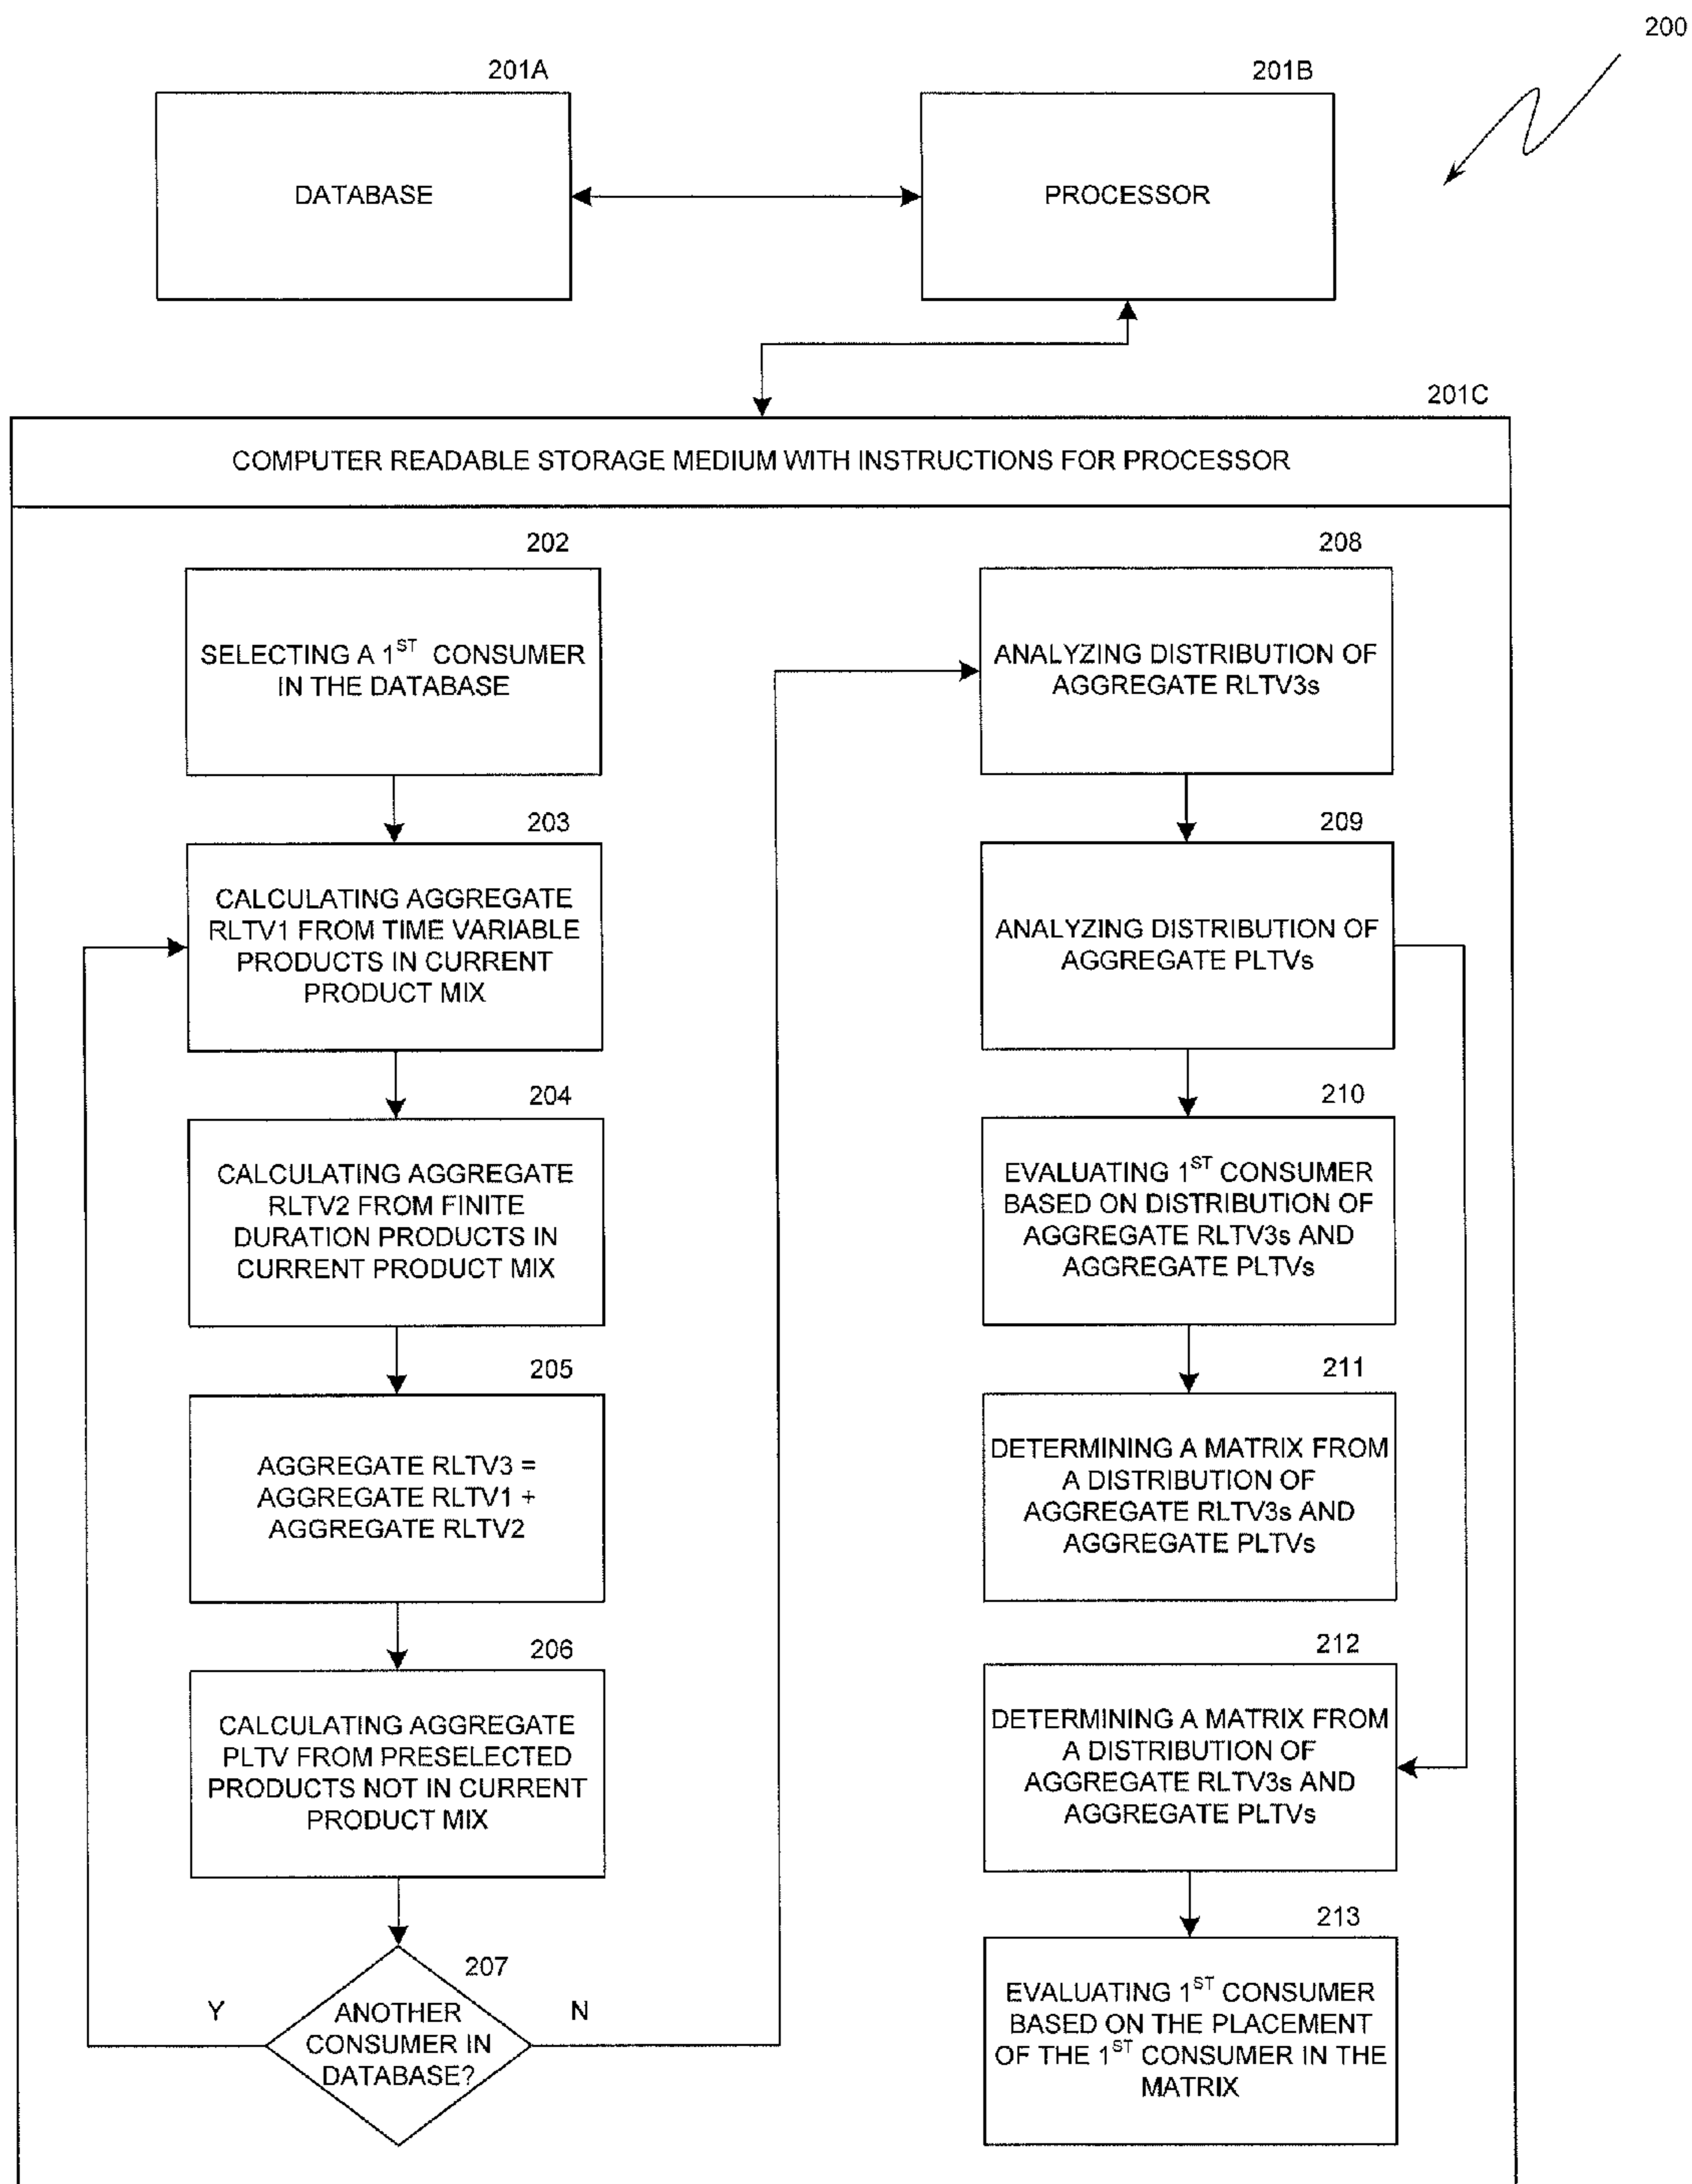 200
201A
DATABASE
201B
PROCESSOR
201C
COMPUTER READABLE STORAGE MEDIUM WITH INSTRUCTIONS FOR PROCESSOR
202
SELECTING A 1ST CONSUMER
IN THE DATABASE
203
CALCULATING AGGREGATE
RLTV1 FROM TIME VARIABLE
PRODUCTS IN CURRENT
PRODUCT MIX
204
CALCULATING AGGREGATE
RLTV2 FROM FINITE
DURATION PRODUCTS IN
CURRENT PRODUCT MIX
205
AGGREGATE RLTV3 =
AGGREGATE RLTV1 +
AGGREGATE RLTV2
206
CALCULATING AGGREGATE
PLTV FROM PRESELECTED
PRODUCTS NOT IN CURRENT
PRODUCT MIX
207
Y
ANOTHER
CONSUMER IN
DATABASE?
N
208
ANALYZING DISTRIBUTION OF
AGGREGATE RLTV3s
209
ANALYZING DISTRIBUTION OF
AGGREGATE PLTVs
210
EVALUATING 1ST CONSUMER
BASED ON DISTRIBUTION OF
AGGREGATE RLTV3s AND
AGGREGATE PLTVs
211
DETERMINING A MATRIX FROM
A DISTRIBUTION OF
AGGREGATE RLTV3s AND
AGGREGATE PLTVs
212
DETERMINING A MATRIX FROM
A DISTRIBUTION OF
AGGREGATE RLTV3s AND
AGGREGATE PLTVs
213
EVALUATING 1ST CONSUMER
BASED ON THE PLACEMENT
OF THE 1ST CONSUMER IN THE
MATRIX